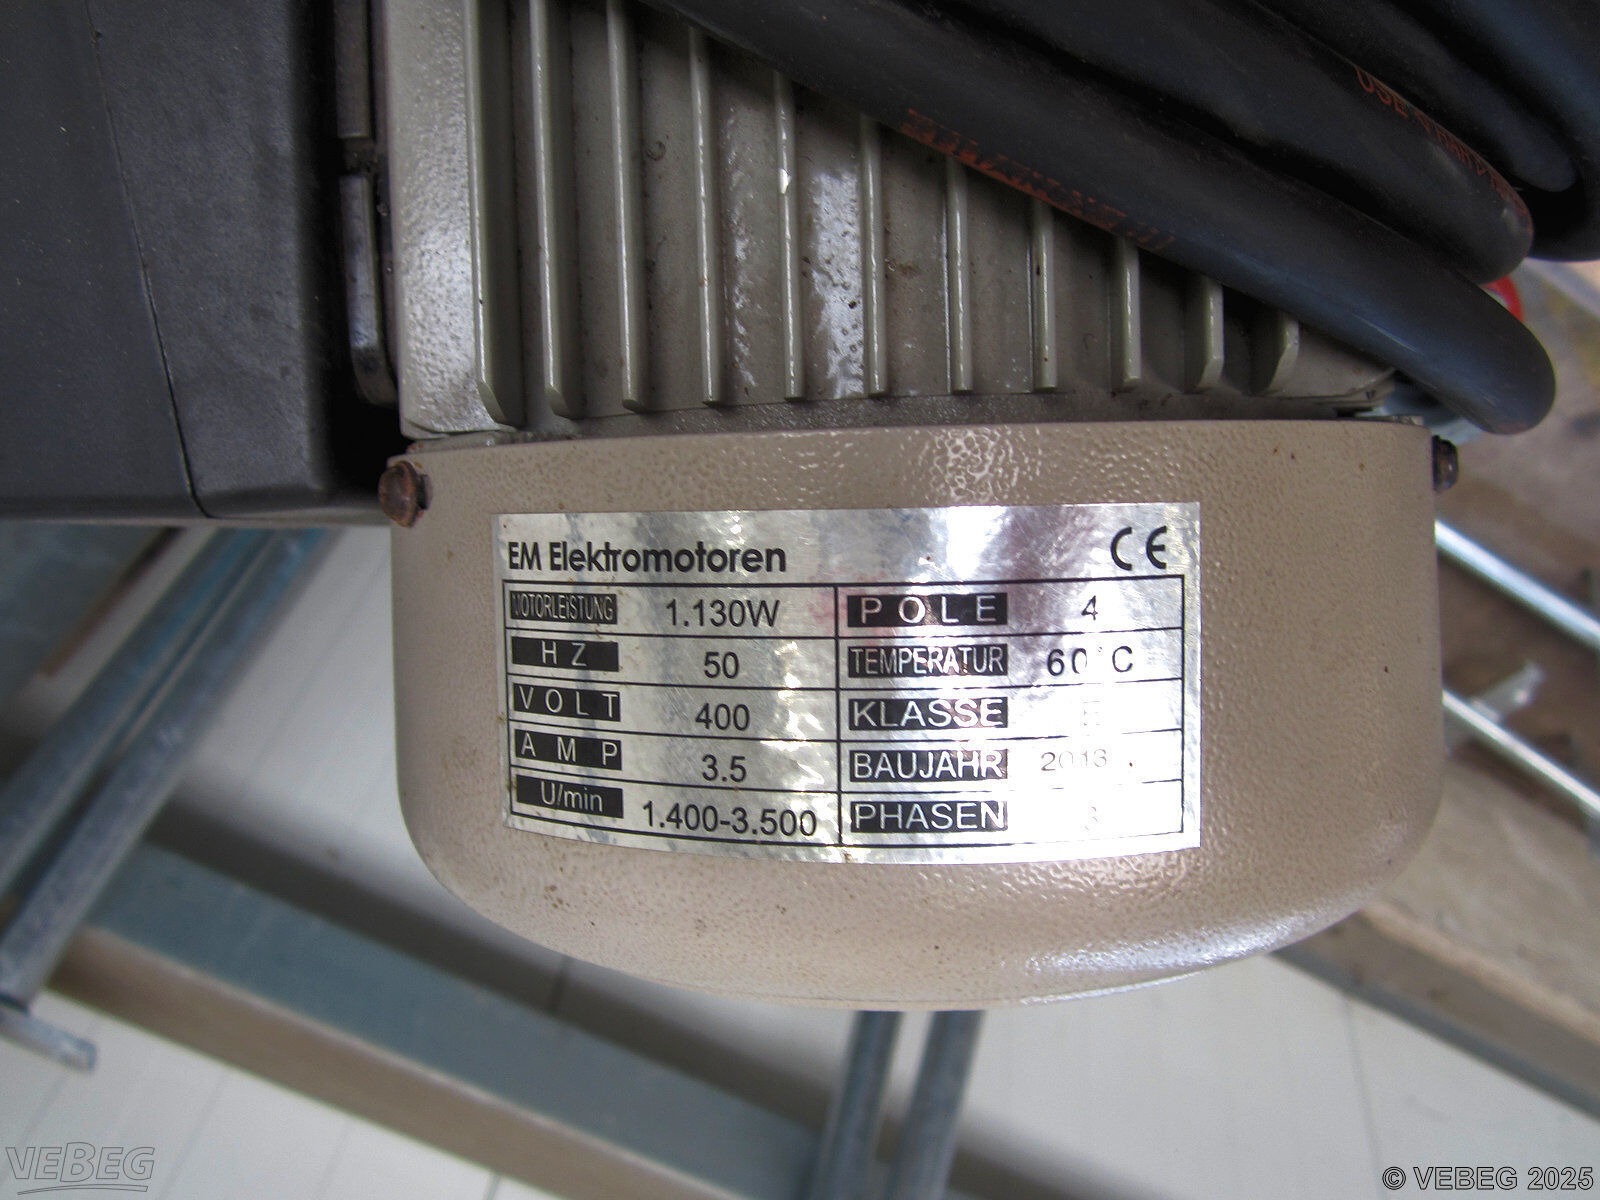 EM Elektromotoren CE
MOTORLEISTUNG 1.130W POLE 4
HZ 50 TEMPERATUR 60°C
VOLT 400 KLASSE
AMP 3.5 BAUJAHR
U/min 1.400-3.500 PHASEN 3
VEBEG
© VEBEG 2025